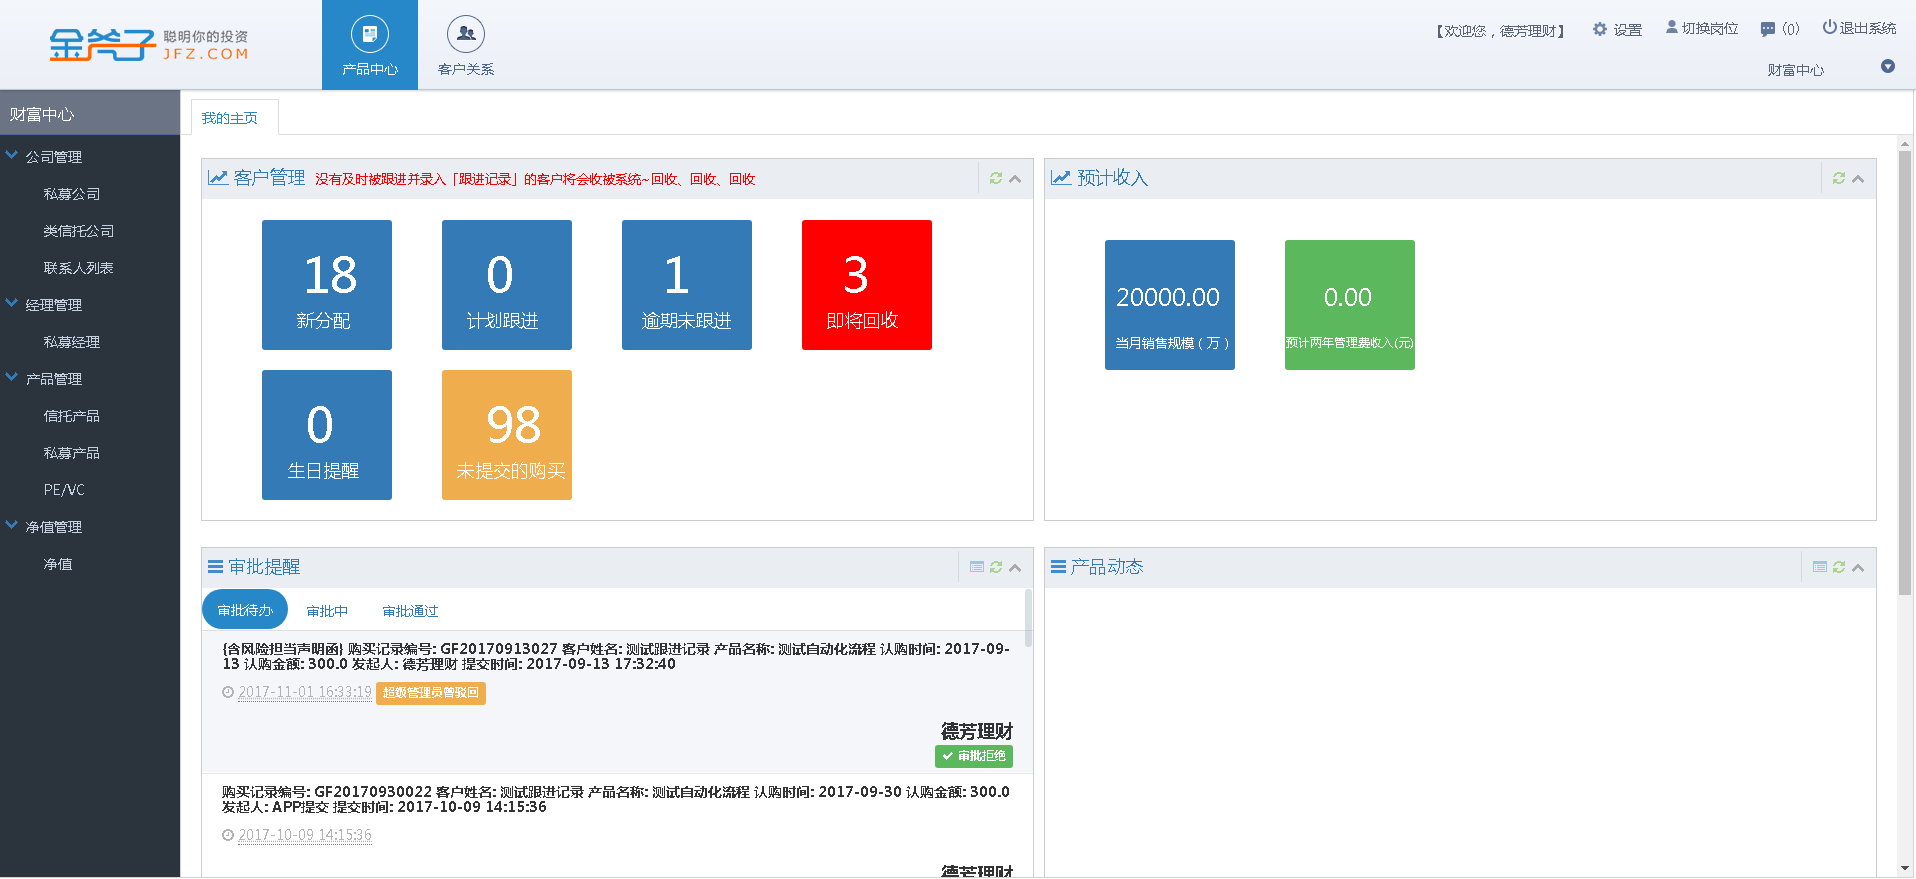 金斧子 聪明你的投资
JFZ.COM
产品中心
客户关系
【欢迎您，德芳理财】 设置 切换岗位 (0) 退出系统
财富中心
财富中心
公司管理
私募公司
类信托公司
联系人列表
经理管理
私募经理
产品管理
信托产品
私募产品
PE/VC
净值管理
净值
我的主页
客户管理 没有及时被跟进并录入「跟进记录」的客户将会收被系统~回收、回收、回收
18
新分配
0
计划跟进
1
逾期未跟进
3
即将回收
0
生日提醒
98
未提交的购买
预计收入
20000.00
当月销售规模（万）
0.00
预计两年管理费收入(元)
审批提醒
审批待办 审批中 审批通过
{含风险担当声明函} 购买记录编号: GF20170913027 客户姓名: 测试跟进记录 产品名称: 测试自动化流程 认购时间: 2017-09-
13 认购金额: 300.0 发起人: 德芳理财 提交时间: 2017-09-13 17:32:40
2017-11-01 16:33:19 超级管理员曾驳回
德芳理财
审批拒绝
购买记录编号: GF20170930022 客户姓名: 测试跟进记录 产品名称: 测试自动化流程 认购时间: 2017-09-30 认购金额: 300.0
发起人: APP提交 提交时间: 2017-10-09 14:15:36
2017-10-09 14:15:36
德芳理财
产品动态